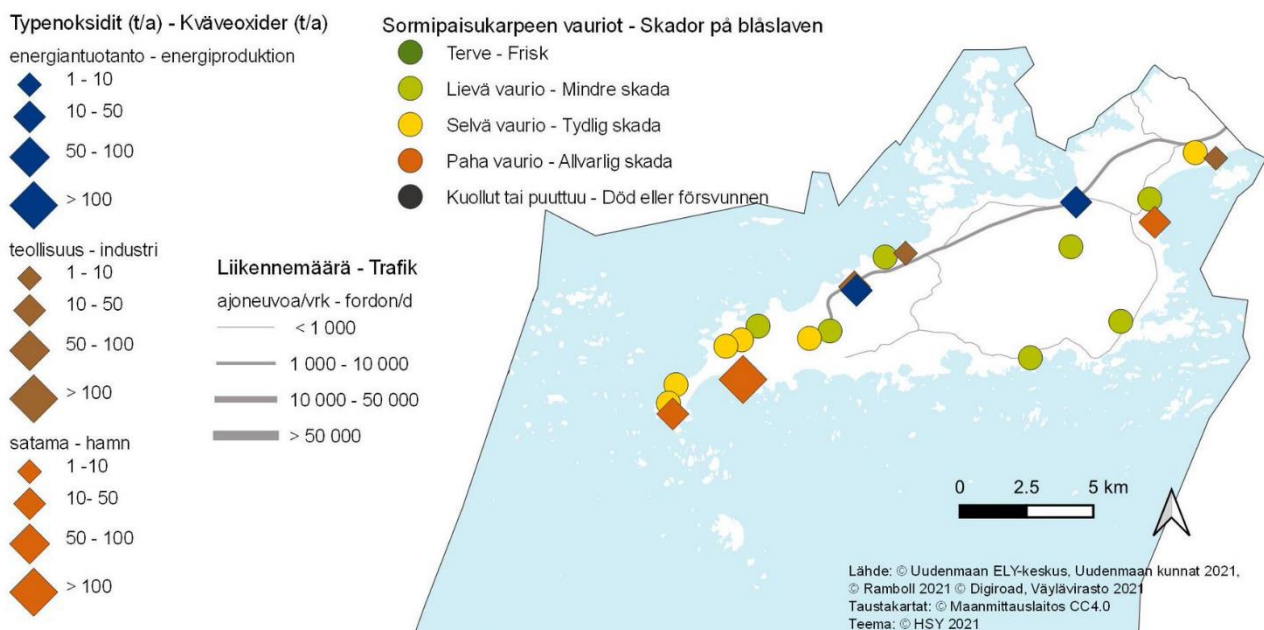 Typenoksidit (t/a) - Kväveoxider (t/a)
energiantuotanto - energiproduktion
1 - 10
10 - 50
50 - 100
> 100
teollisuus - industri
1 - 10
10 - 50
50 - 100
> 100
satama - hamn
1 -10
10- 50
50 - 100
> 100
Liikennemäärä - Trafik
ajoneuvoa/vrk - fordon/d
< 1 000
1 000 - 10 000
10 000 - 50 000
> 50 000
Sormipaisukarpeen vauriot - Skador på blåslaven
Terve - Frisk
Lievä vaurio - Mindre skada
Selvä vaurio - Tydlig skada
Paha vaurio - Allvarlig skada
Kuollut tai puuttuu - Död eller försvunnen
0 2.5 5 km
Lähde: © Uudenmaan ELY-keskus, Uudenmaan kunnat 2021,
© Ramboll 2021 © Digiroad, Väylävirasto 2021
Taustakartat: © Maanmittauslaitos CC4.0
Teema: © HSY 2021